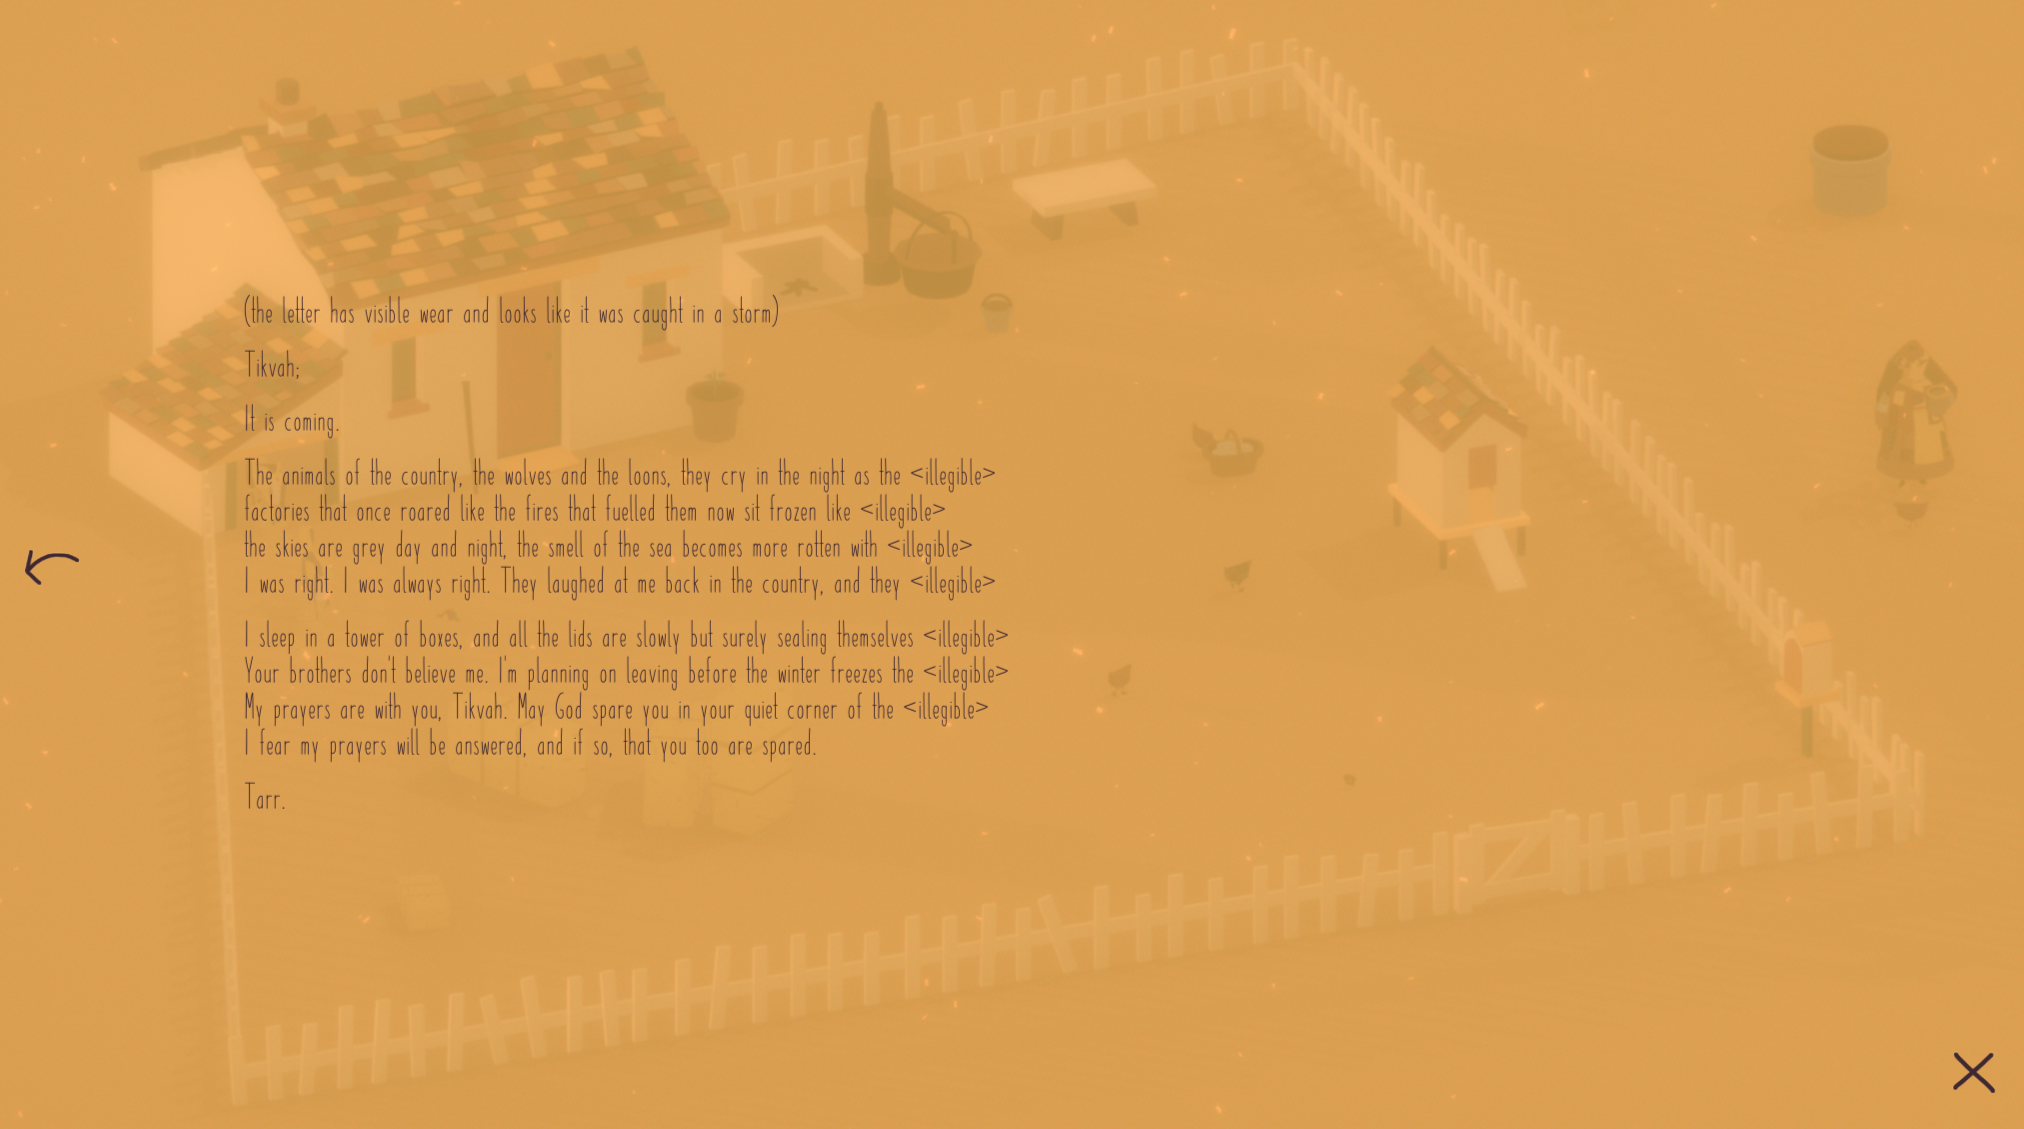 (the letter has visible wear and looks like it was caught in a storm)
Tikvah;
It is coming.
The animals of the country, the wolves and the loons, they cry in the night as the <illegible>
factories that once roared like the fires that fuelled them now sit frozen like <illegible>
the skies are grey day and night, the smell of the sea becomes more rotten with <illegible>
I was right. I was always right. They laughed at me back in the country, and they <illegible>
I sleep in a tower of boxes, and all the lids are slowly but surely sealing themselves <illegible>
Your brothers don't believe me. I'm planning on leaving before the winter freezes the <illegible>
My prayers are with you, Tikvah. May God spare you in your quiet corner of the <illegible>
I fear my prayers will be answered, and if so, that you too are spared.
Tarr.